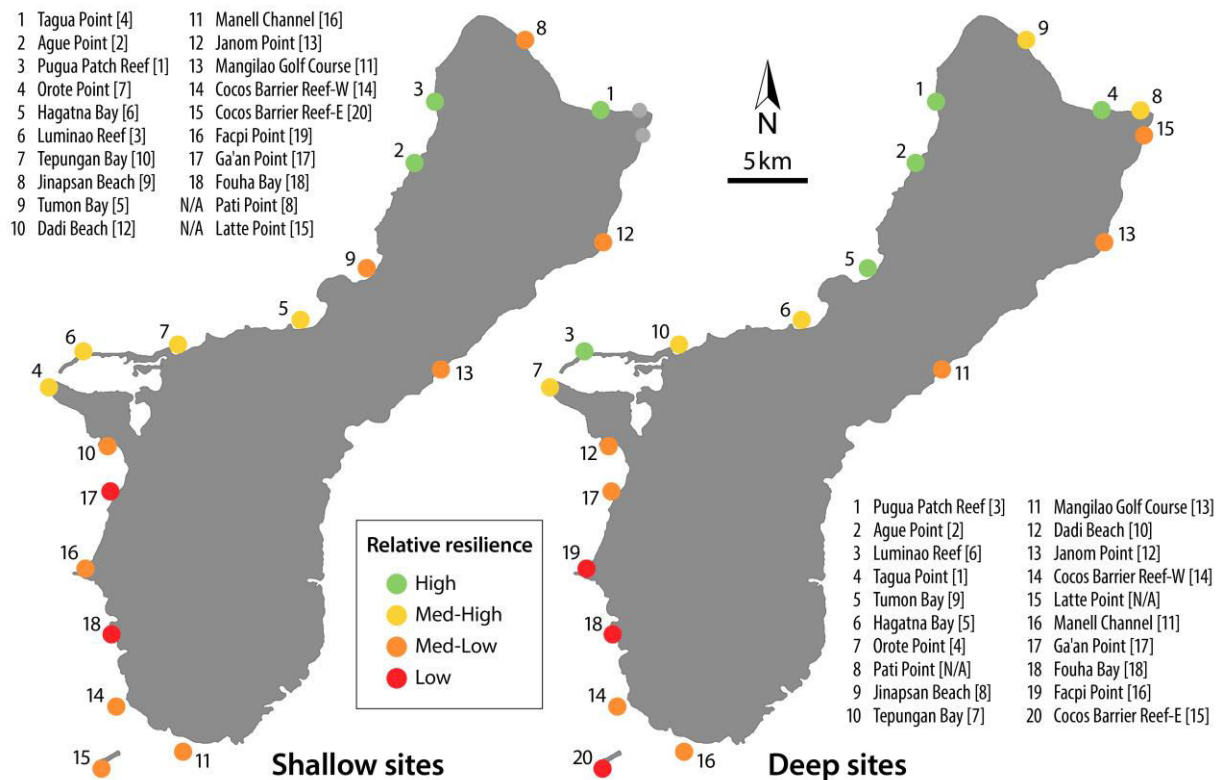 1 Tagua Point [4]
2 Ague Point [2]
3 Pugua Patch Reef [1]
4 Orote Point [7]
5 Hagatna Bay [6]
6 Luminao Reef [3]
7 Tepungan Bay [10]
8 Jinapsan Beach [9]
9 Tumon Bay [5]
10 Dadi Beach [12]
11 Manell Channel [16]
12 Janom Point [13]
13 Mangilao Golf Course [11]
14 Cocos Barrier Reef-W [14]
15 Cocos Barrier Reef-E [20]
16 Facpi Point [19]
17 Ga'an Point [17]
18 Fouha Bay [18]
N/A Pati Point [8]
N/A Latte Point [15]
8
3
1
2
12
9
5
7
6
4
13
10
17
16
18
14
15
11
Shallow sites
N
5 km
Relative resilience
High
Med-High
Med-Low
Low
9
1
4
8
15
2
13
5
6
10
3
7
11
12
17
19
18
14
20
16
Deep sites
1 Pugua Patch Reef [3]
2 Ague Point [2]
3 Luminao Reef [6]
4 Tagua Point [1]
5 Tumon Bay [9]
6 Hagatna Bay [5]
7 Orote Point [4]
8 Pati Point [N/A]
9 Jinapsan Beach [8]
10 Tepungan Bay [7]
11 Mangilao Golf Course [13]
12 Dadi Beach [10]
13 Janom Point [12]
14 Cocos Barrier Reef-W [14]
15 Latte Point [N/A]
16 Manell Channel [11]
17 Ga'an Point [17]
18 Fouha Bay [18]
19 Facpi Point [16]
20 Cocos Barrier Reef-E [15]